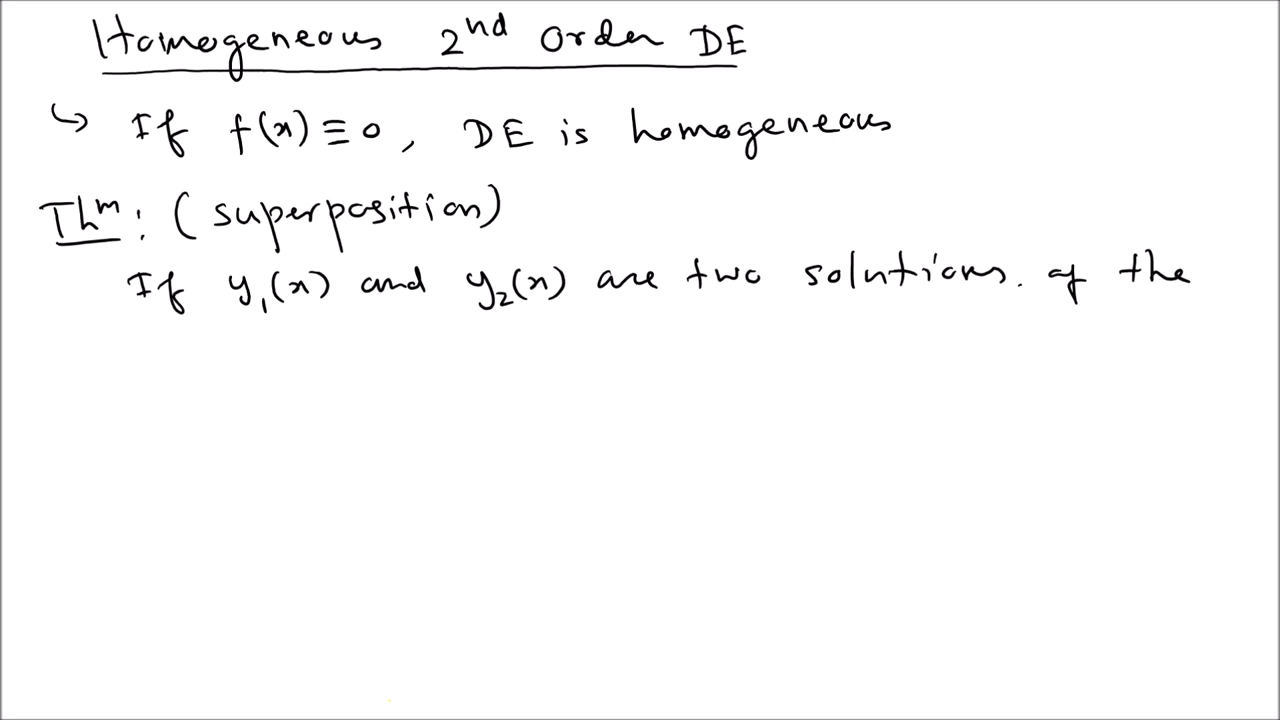 Homogeneous 2nd Order DE
↳ If f(x) ≡ 0, DE is homogeneous
Thm: (superposition)
If y₁(x) and y₂(x) are two solutions. of the